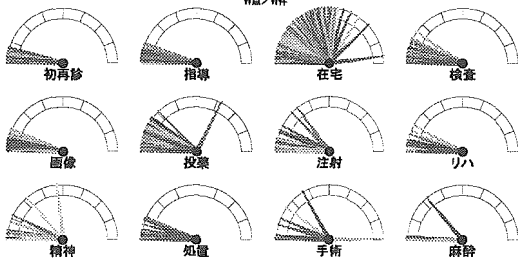 初再診 指導 在宅 検査
画像 投薬 注射 リハ
精神 処置 手術 麻酔